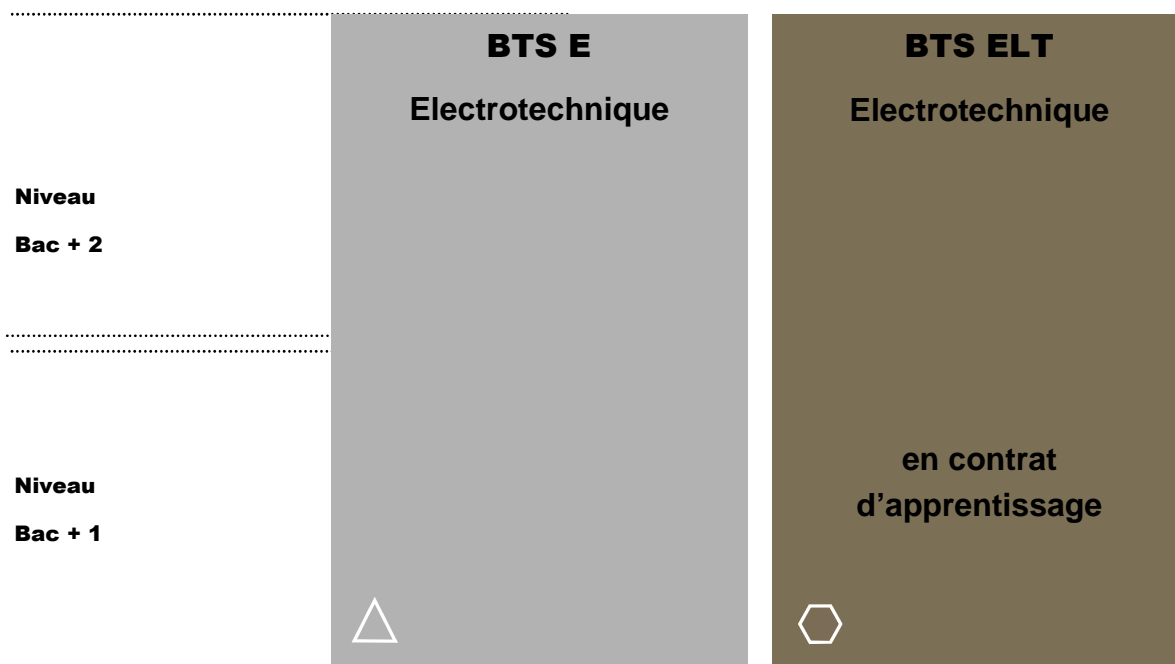 BTS E
Electrotechnique
BTS ELT
Electrotechnique
Niveau
Bac + 2
en contrat
d’apprentissage
Niveau
Bac + 1